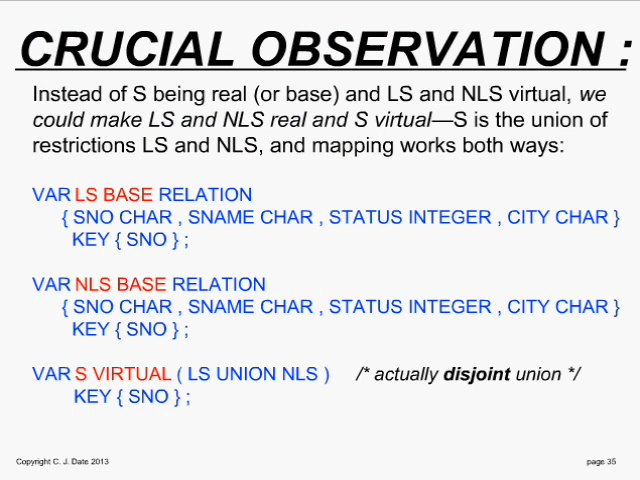 CRUCIAL OBSERVATION :
Instead of S being real (or base) and LS and NLS virtual, we
could make LS and NLS real and S virtual—S is the union of
restrictions LS and NLS, and mapping works both ways:
VAR LS BASE RELATION
{ SNO CHAR , SNAME CHAR , STATUS INTEGER , CITY CHAR }
KEY { SNO } ;
VAR NLS BASE RELATION
{ SNO CHAR , SNAME CHAR , STATUS INTEGER , CITY CHAR }
KEY { SNO } ;
VAR S VIRTUAL ( LS UNION NLS ) /* actually disjoint union */
KEY { SNO } ;
Copyright C. J. Date 2013 page 35